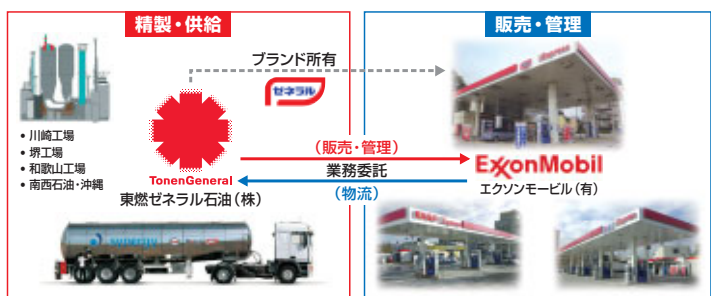 精製・供給
販売・管理
ブランド所有
ゼネラル
• 川崎工場
• 堺工場
• 和歌山工場
• 南西石油・沖縄
TonenGeneral
東燃ゼネラル石油(株)
(販売・管理)
業務委託
(物流)
ExxonMobil
エクソンモービル(有)